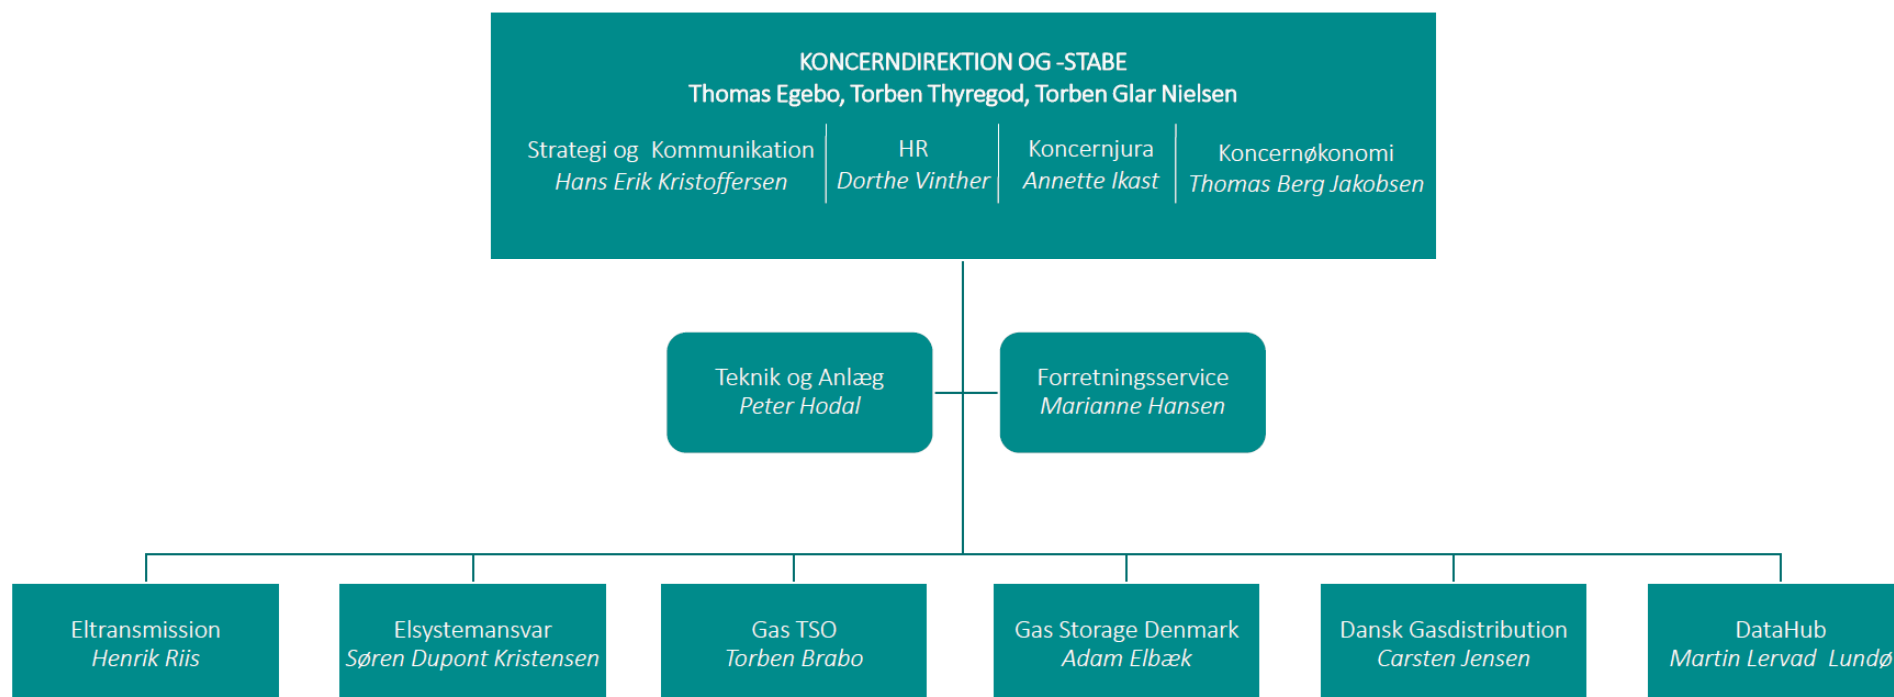 KONCERNDIREKTION OG -STABE
Thomas Egebo, Torben Thyregod, Torben Glar Nielsen
Strategi og Kommunikation
Hans Erik Kristoffersen
HR
Dorthe Vinther
Koncernjura
Annette Ikast
Koncernøkonomi
Thomas Berg Jakobsen
Teknik og Anlæg
Peter Hodal
Forretningsservice
Marianne Hansen
Eltransmission
Henrik Riis
Elsystemansvar
Søren Dupont Kristensen
Gas TSO
Torben Brabo
Gas Storage Denmark
Adam Elbæk
Dansk Gasdistribution
Carsten Jensen
DataHub
Martin Lervad Lundø